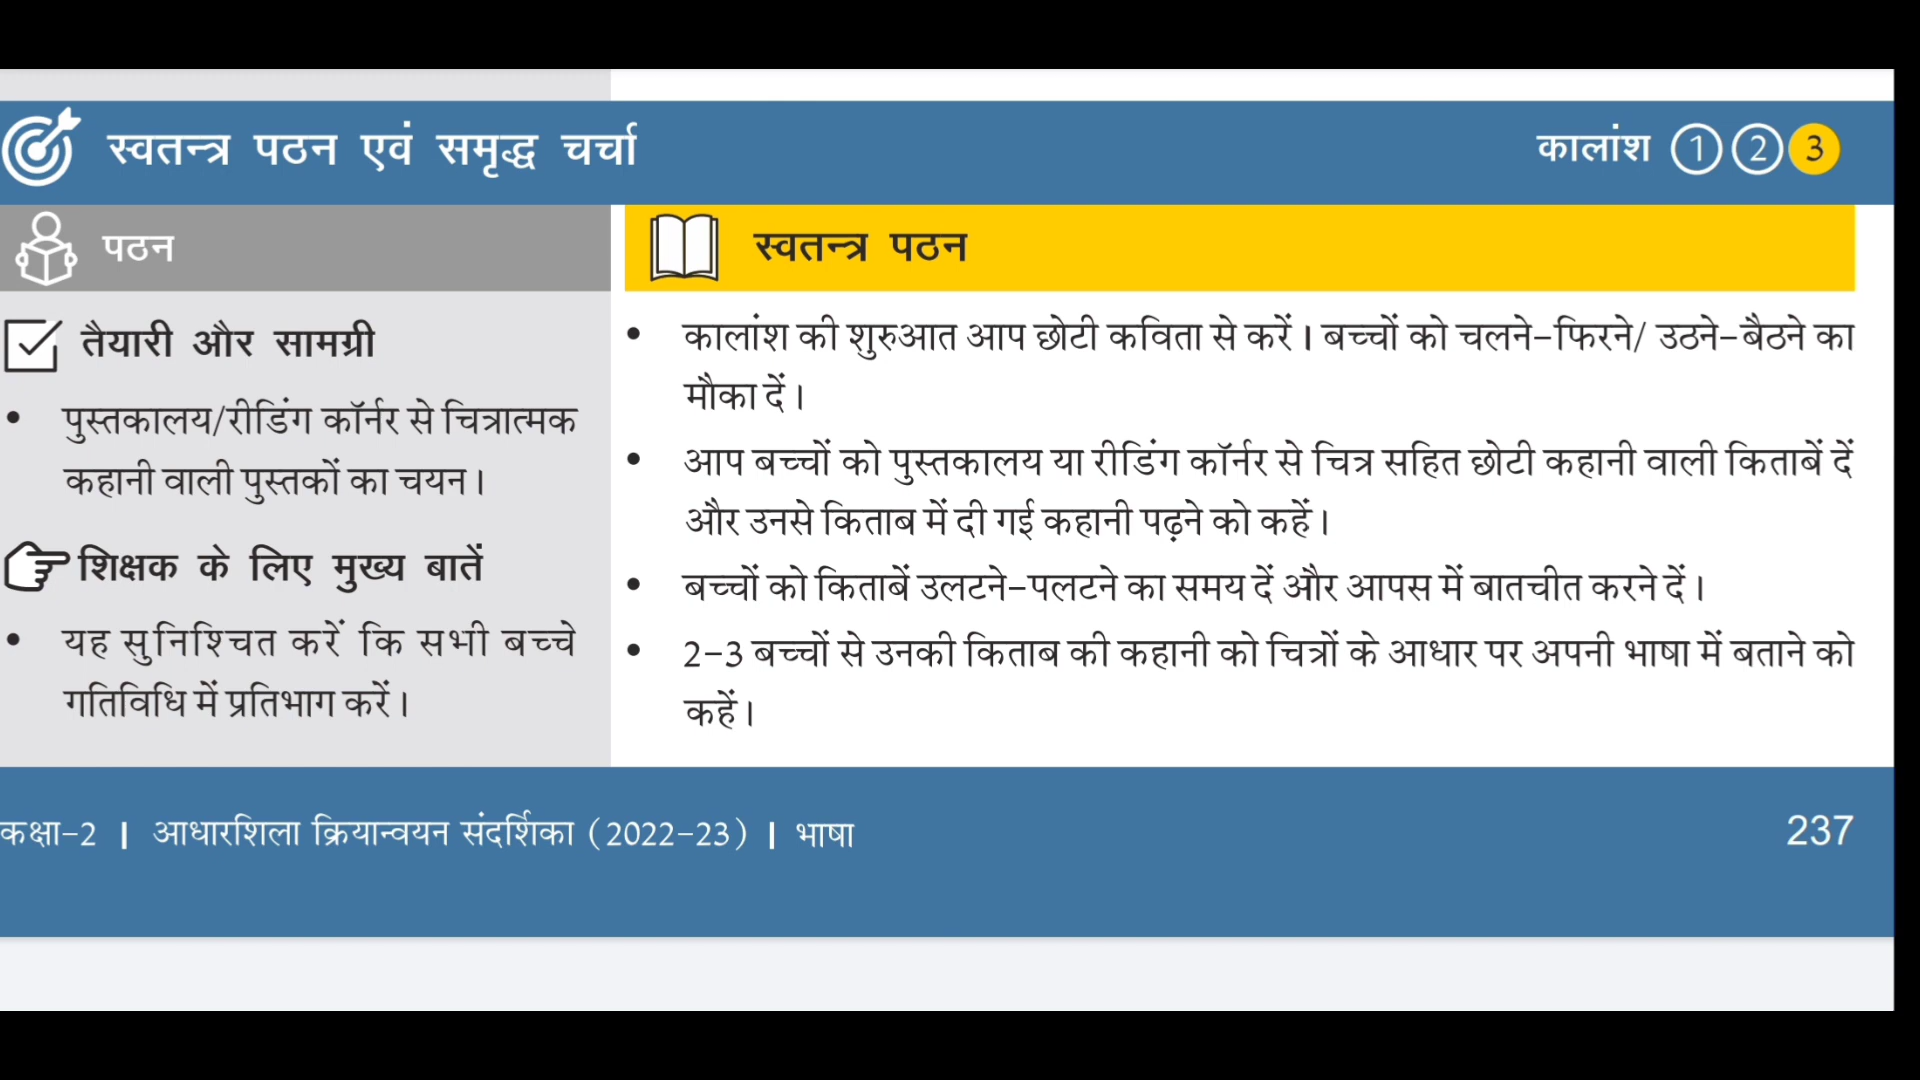 स्वतन्त्र पठन एवं समृद्ध चर्चा
कालांश 1 2 3
पठन
तैयारी और सामग्री
• पुस्तकालय/रीडिंग कॉर्नर से चित्रात्मक
कहानी वाली पुस्तकों का चयन।
शिक्षक के लिए मुख्य बातें
• यह सुनिश्चित करें कि सभी बच्चे
गतिविधि में प्रतिभाग करें।
स्वतन्त्र पठन
• कालांश की शुरुआत आप छोटी कविता से करें। बच्चों को चलने-फिरने/ उठने-बैठने का
मौका दें।
• आप बच्चों को पुस्तकालय या रीडिंग कॉर्नर से चित्र सहित छोटी कहानी वाली किताबें दें
और उनसे किताब में दी गई कहानी पढ़ने को कहें।
• बच्चों को किताबें उलटने-पलटने का समय दें और आपस में बातचीत करने दें।
• 2-3 बच्चों से उनकी किताब की कहानी को चित्रों के आधार पर अपनी भाषा में बताने को
कहें।
कक्षा-2 | आधारशिला क्रियान्वयन संदर्शिका (2022-23) | भाषा
237